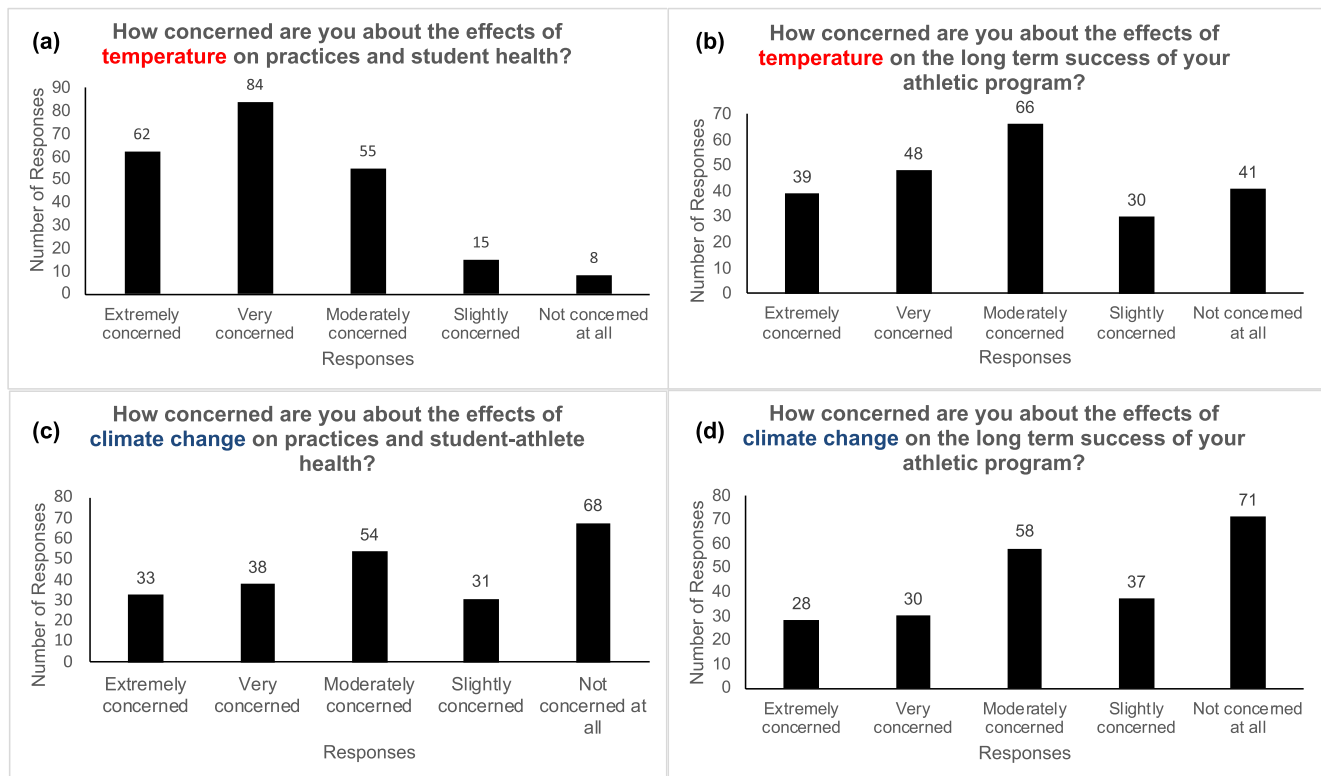 (a)
How concerned are you about the effects of
temperature on practices and student health?
Number of Responses
90
80
70
60
50
40
30
20
10
0
62
84
55
15
8
Extremely concerned
Very concerned
Moderately concerned
Slightly concerned
Not concerned at all
Responses
(b)
How concerned are you about the effects of
temperature on the long term success of your
athletic program?
Number of Responses
70
60
50
40
30
20
10
0
39
48
66
30
41
Extremely concerned
Very concerned
Moderately concerned
Slightly concerned
Not concerned at all
Responses
(c)
How concerned are you about the effects of
climate change on practices and student-athlete
health?
Number of Responses
80
70
60
50
40
30
20
10
0
33
38
54
31
68
Extremely concerned
Very concerned
Moderately concerned
Slightly concerned
Not concerned at all
Responses
(d)
How concerned are you about the effects of
climate change on the long term success of your
athletic program?
Number of Responses
80
70
60
50
40
30
20
10
0
28
30
58
37
71
Extremely concerned
Very concerned
Moderately concerned
Slightly concerned
Not concerned at all
Responses